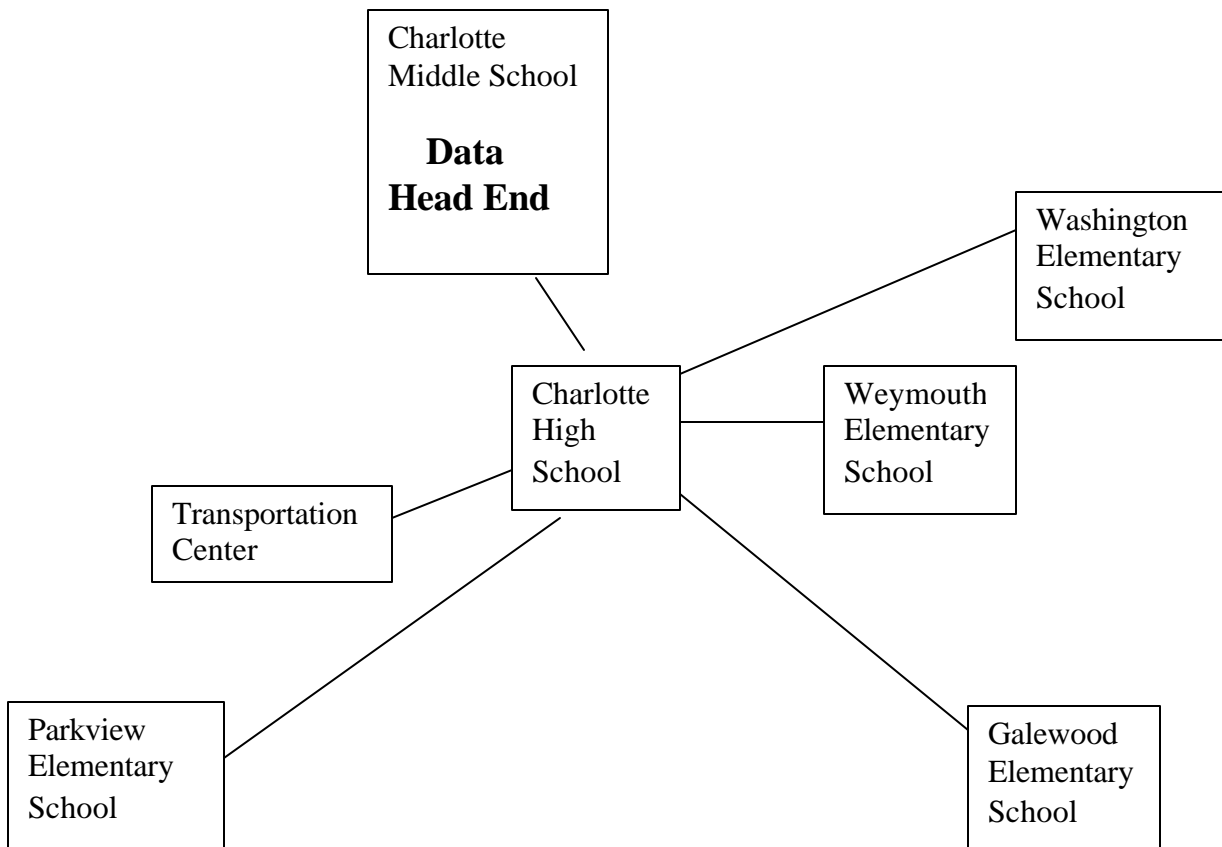 Charlotte
Middle School
Data
Head End
Washington
Elementary
School
Charlotte
High
School
Weymouth
Elementary
School
Transportation
Center
Parkview
Elementary
School
Galewood
Elementary
School